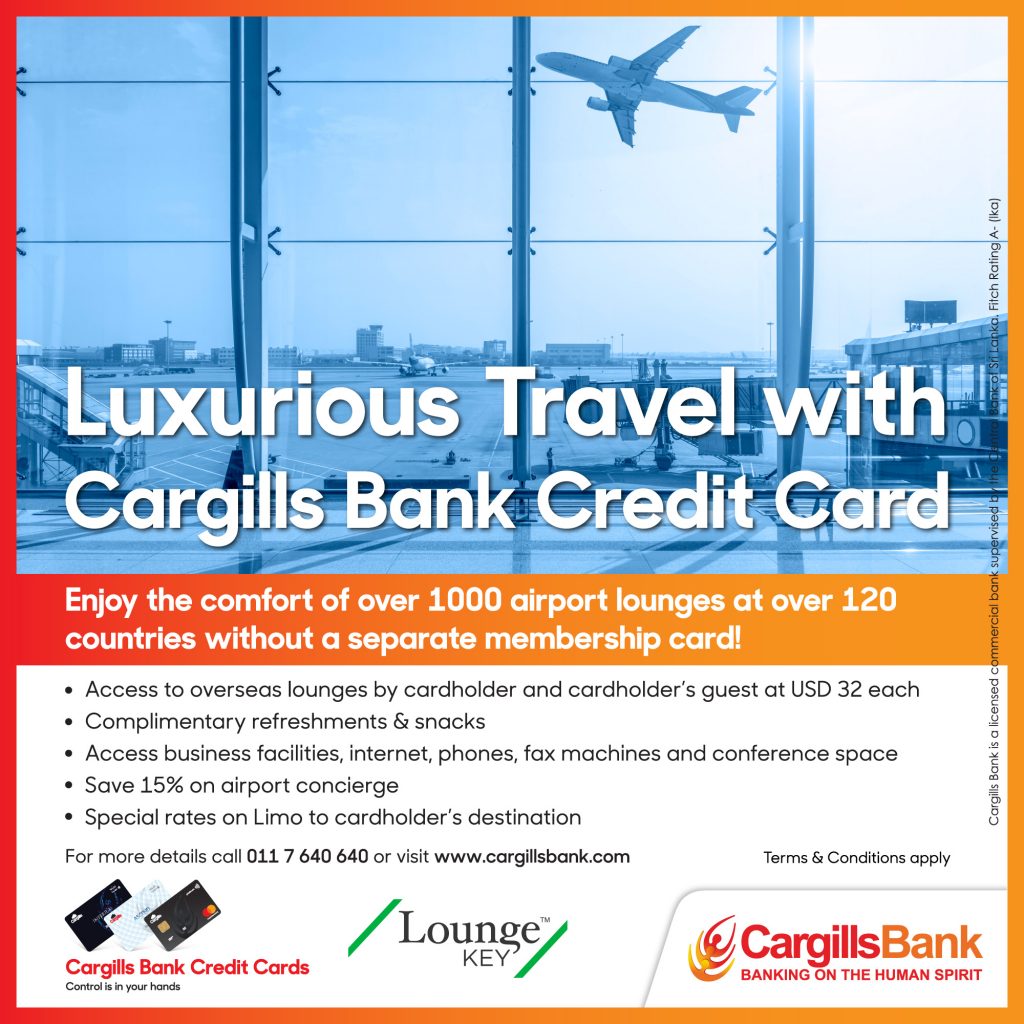 Luxurious Travel with
Cargills Bank Credit Card
Enjoy the comfort of over 1000 airport lounges at over 120
countries without a separate membership card!
• Access to overseas lounges by cardholder and cardholder's guest at USD 32 each
• Complimentary refreshments & snacks
• Access business facilities, internet, phones, fax machines and conference space
• Save 15% on airport concierge
• Special rates on Limo to cardholder's destination
For more details call 011 7 640 640 or visit www.cargillsbank.com
Terms & Conditions apply
Cargills Bank Credit Cards
Control is in your hands
Lounge™
KEY
CargillsBank
BANKING ON THE HUMAN SPIRIT
Cargills Bank is a licensed commercial bank supervised by the Central Bank of Sri Lanka. Fitch Rating A- (lka)